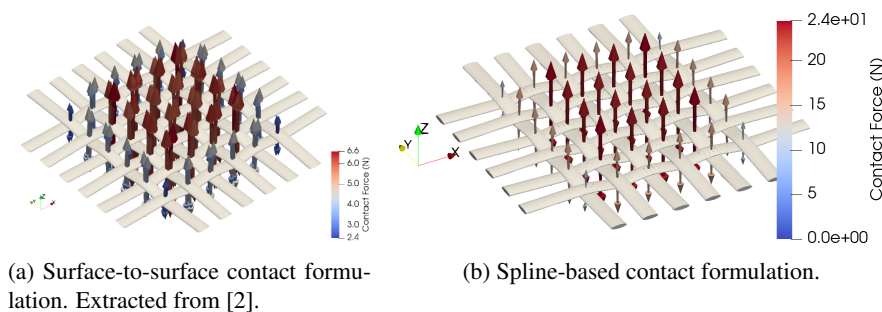 6.6
6.0
5.0
4.0
3.0
2.4
Contact Force (N)
Z
Y
X
2.4e+01
20
15
10
5
0.0e+00
Contact Force (N)
(a) Surface-to-surface contact formu-
lation. Extracted from [2].
(b) Spline-based contact formulation.